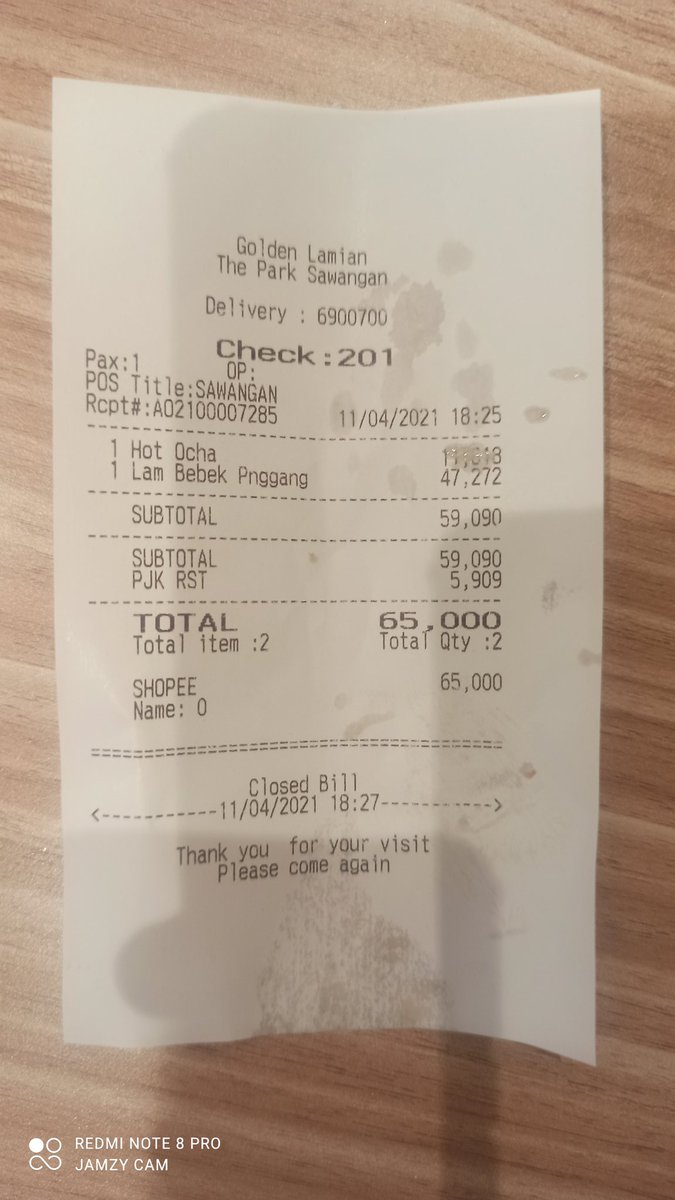 Golden Lamian
The Park Sawangan
Delivery : 6900700
Check:201
Pax:1 OP:
POS Title:SAWANGAN
Rcpt#:A02100007285 11/04/2021 18:25
1 Hot Ocha
1 Lam Bebek Pnggang 47,272
SUBTOTAL 59,090
SUBTOTAL 59,090
PJK RST 5,909
TOTAL 65,000
Total item :2 Total Qty :2
SHOPEE 65,000
Name: O
Closed Bill
<-----------11/04/2021 18:27----------->
Thank you for your visit
Please come again
REDMI NOTE 8 PRO
JAMZY CAM